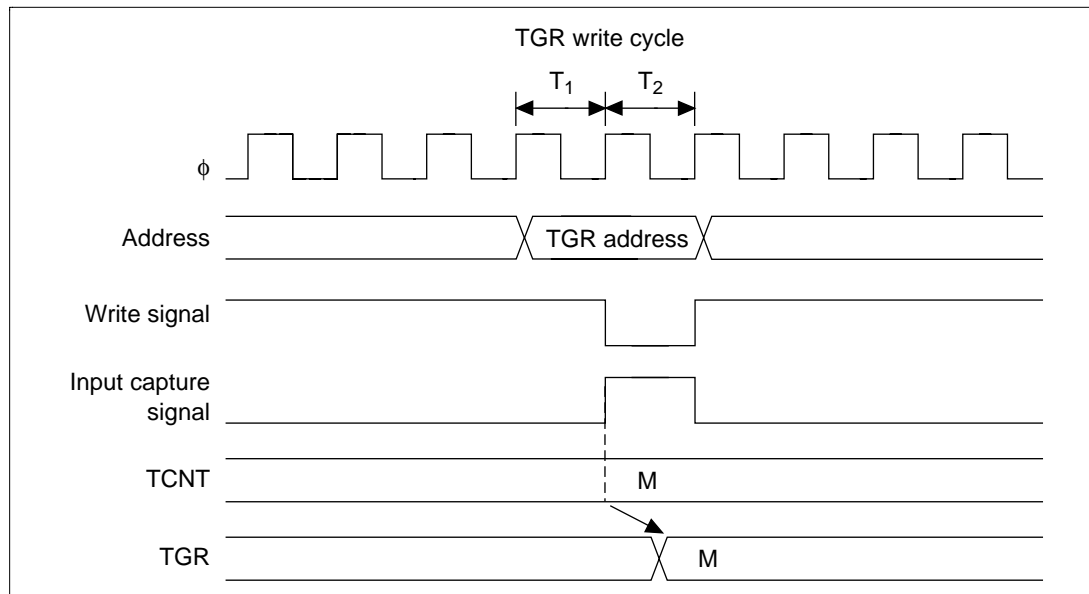 TGR write cycle
T1 T2
ϕ
Address
TGR address
Write signal
Input capture
signal
TCNT
M
TGR
M